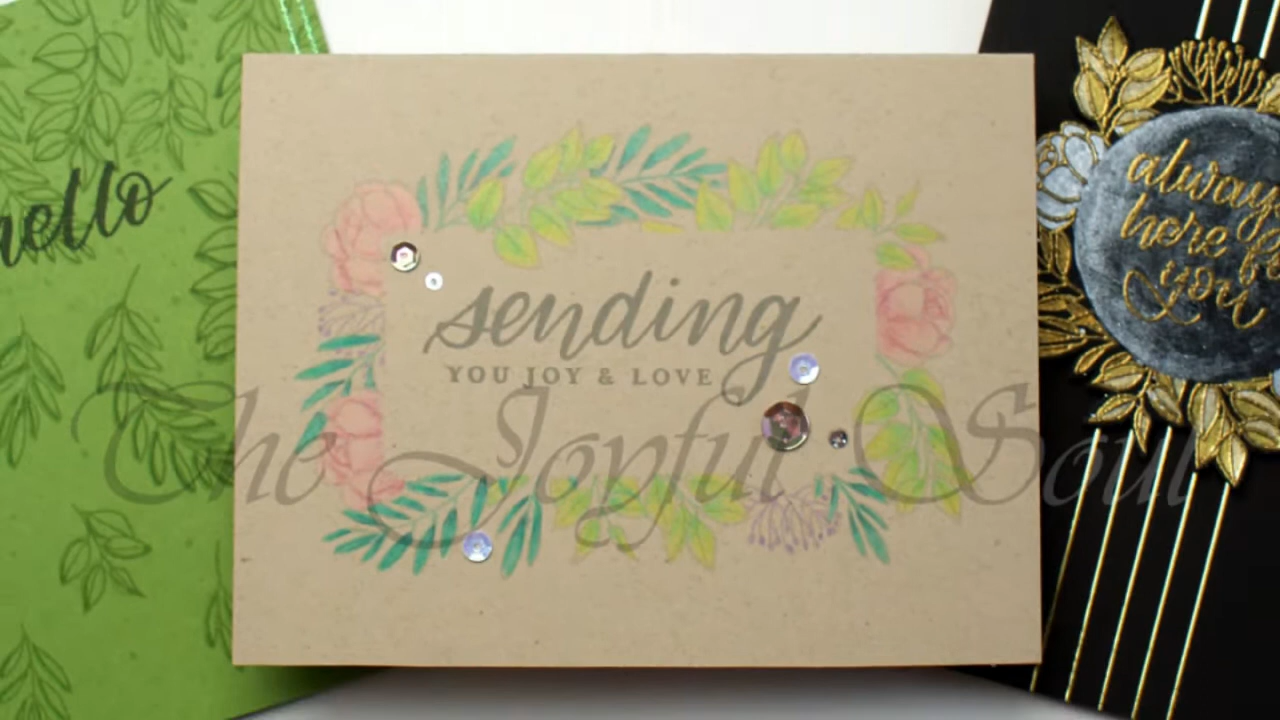 hello
sending
YOU JOY & LOVE
always
here for
you
The Joyful Soul